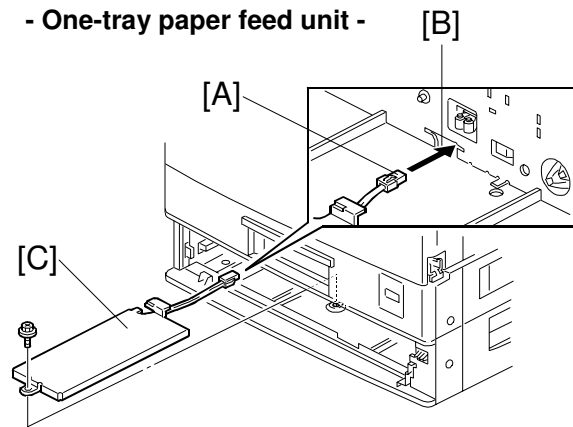 - One-tray paper feed unit -
[B]
[A]
[C]